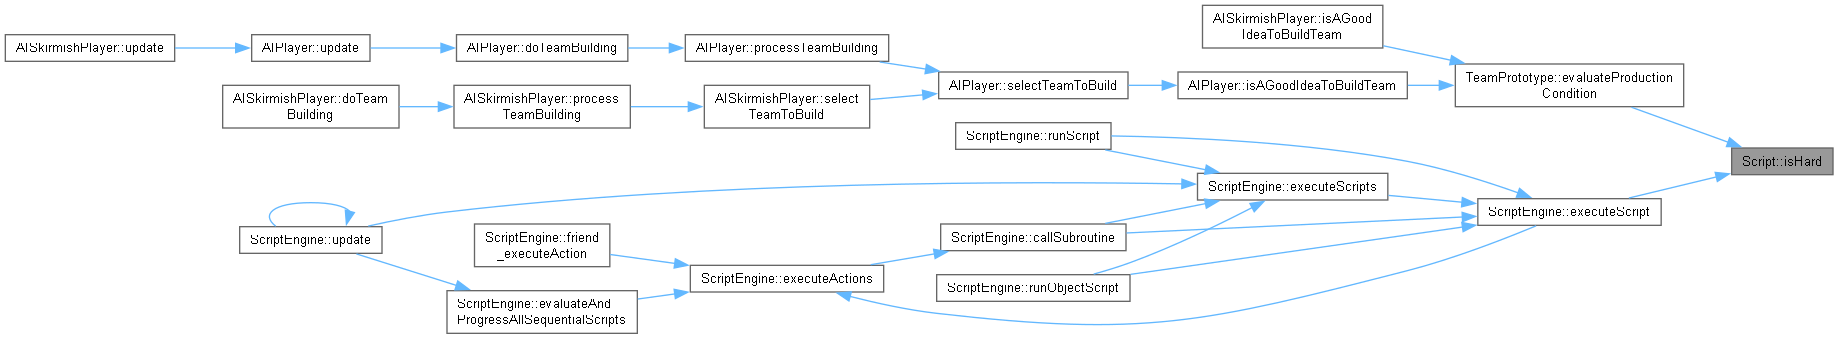 AISkirmishPlayer::isAGood
IdeaToBuildTeam
AISkirmishPlayer::update
AIPlayer::update
AIPlayer::doTeamBuilding
AIPlayer::processTeamBuilding
TeamPrototype::evaluateProduction
Condition
AIPlayer::selectTeamToBuild
AIPlayer::isAGoodIdeaToBuildTeam
AISkirmishPlayer::doTeam
Building
AISkirmishPlayer::process
TeamBuilding
AISkirmishPlayer::select
TeamToBuild
ScriptEngine::runScript
Script::isHard
ScriptEngine::executeScripts
ScriptEngine::executeScript
ScriptEngine::update
ScriptEngine::friend
_executeAction
ScriptEngine::callSubroutine
ScriptEngine::executeActions
ScriptEngine::runObjectScript
ScriptEngine::evaluateAnd
ProgressAllSequentialScripts